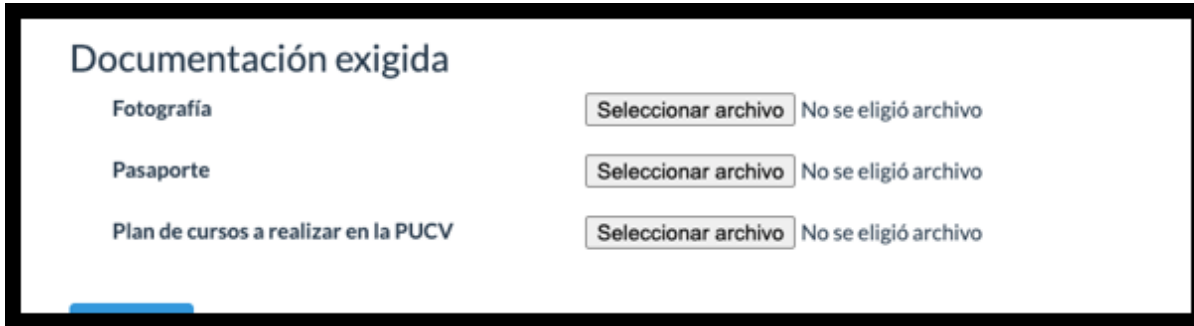 Documentación exigida
Fotografía Seleccionar archivo No se eligió archivo
Pasaporte Seleccionar archivo No se eligió archivo
Plan de cursos a realizar en la PUCV Seleccionar archivo No se eligió archivo